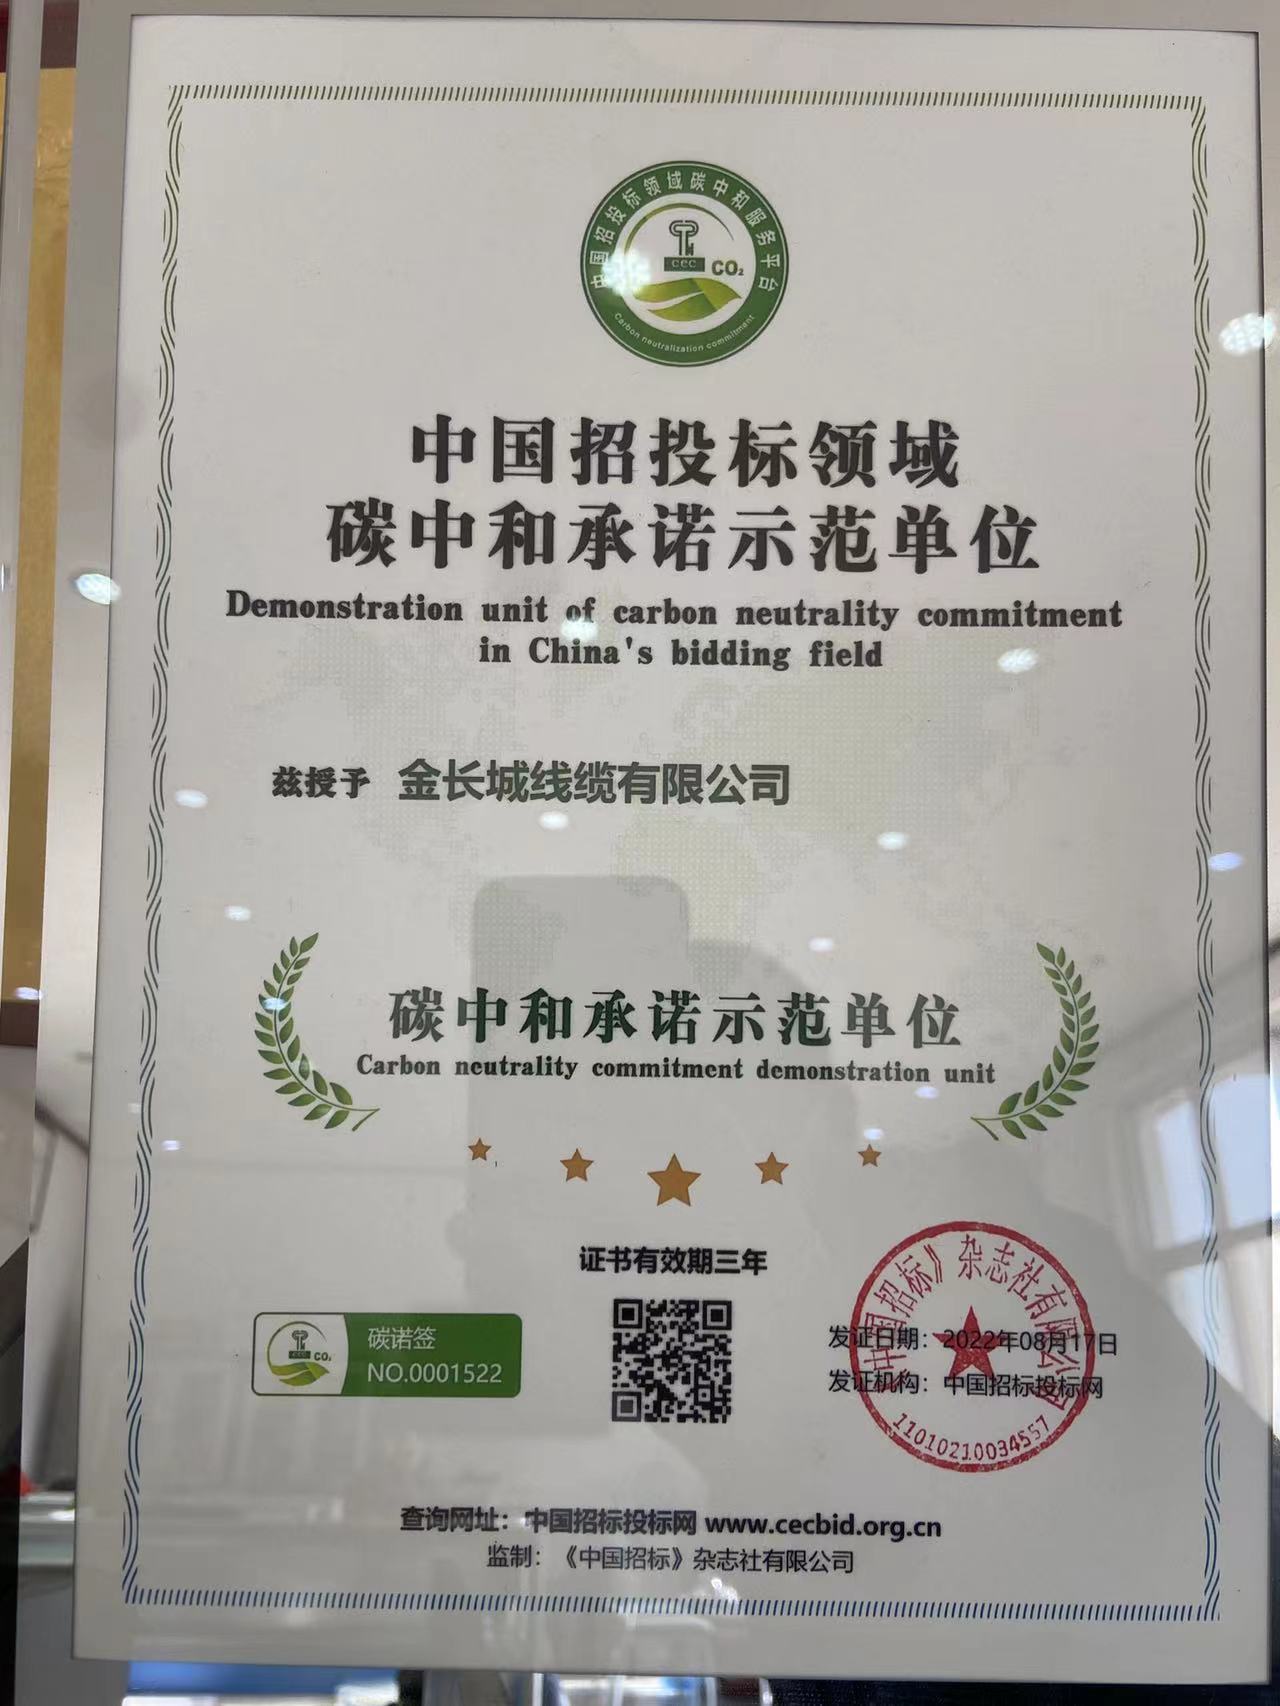 中国招投标领域碳中和服务平台
CEC
CO₂
Carbon neutralization commitment
中国招投标领域
碳中和承诺示范单位
Demonstration unit of carbon neutrality commitment
in China's bidding field
兹授予 金长城线缆有限公司
碳中和承诺示范单位
Carbon neutrality commitment demonstration unit
证书有效期三年
CEC CO₂
碳诺签
NO.0001522
发证日期：2022年08月17日
发证机构：中国招标投标网
《中国招标》杂志社有限公司
11010210034557
查询网址：中国招标投标网 www.cecbid.org.cn
监制：《中国招标》杂志社有限公司